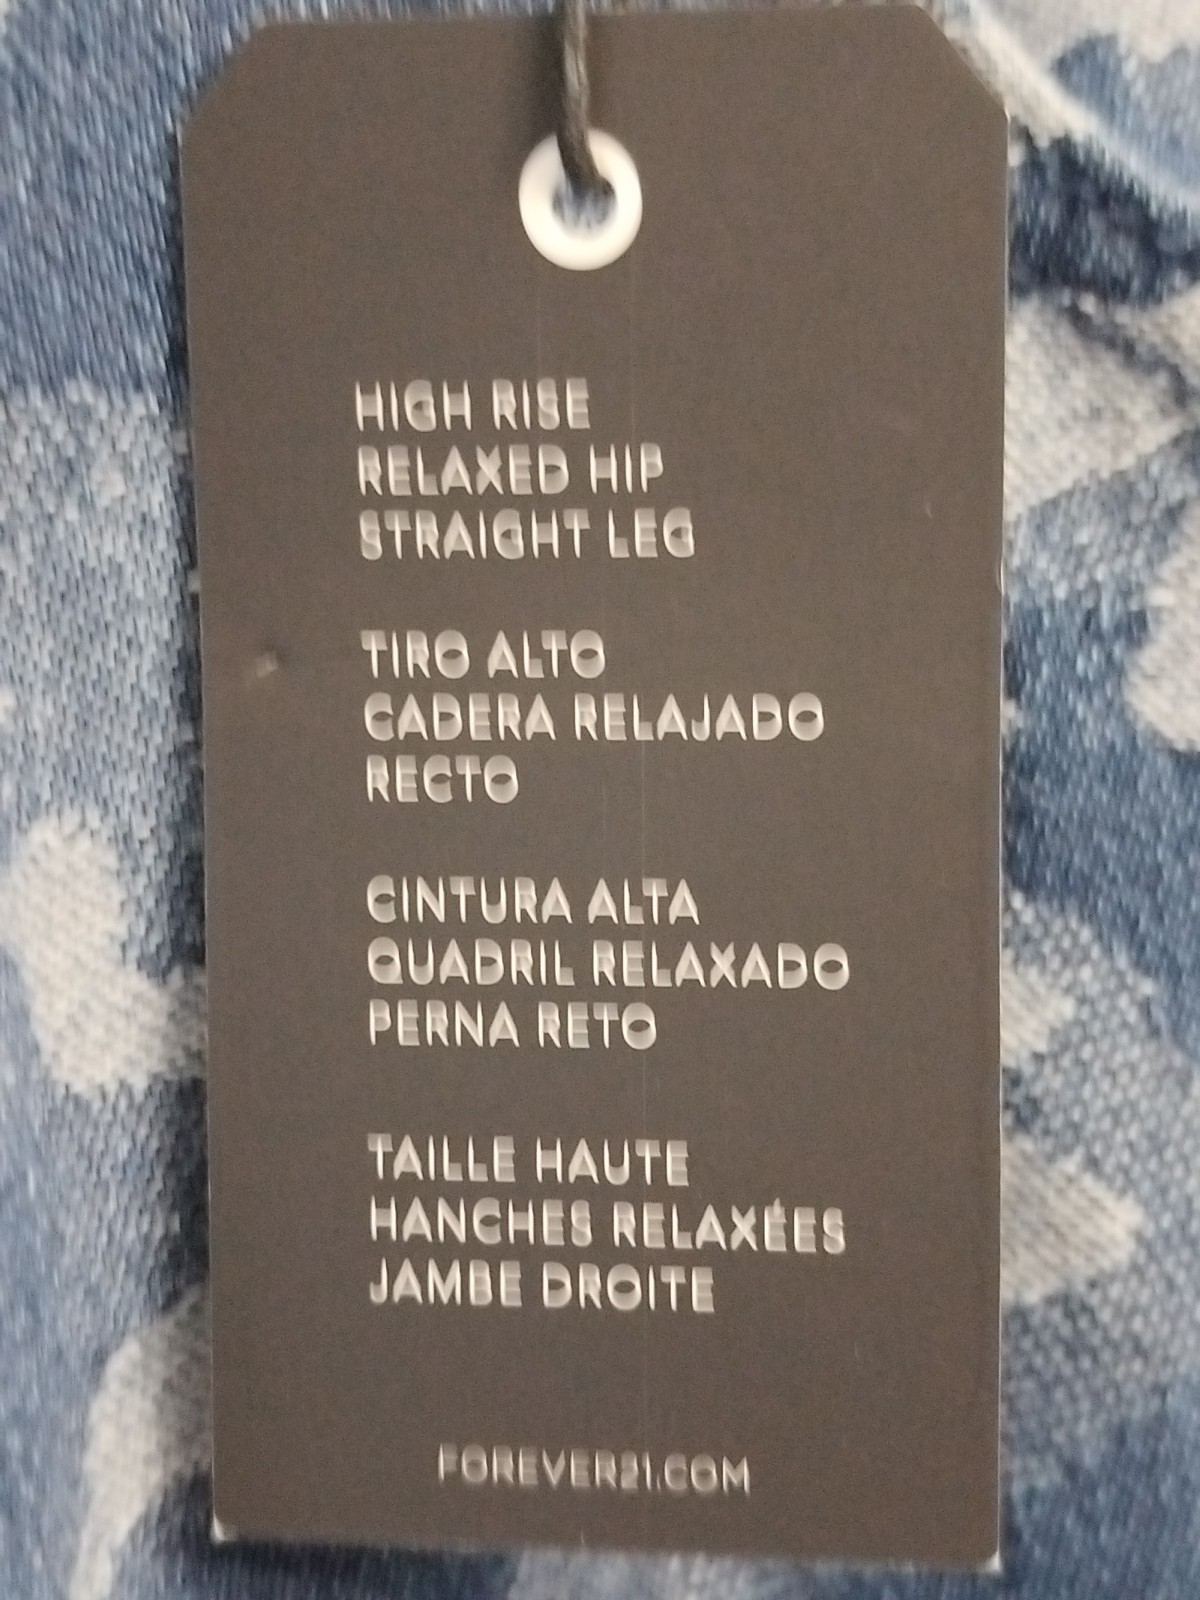 HIGH RISE
RELAXED HIP
STRAIGHT LEG
TIRO ALTO
CADERA RELAJADO
RECTO
CINTURA ALTA
QUADRIL RELAXADO
PERNA RETO
TAILLE HAUTE
HANCHES RELAXÉES
JAMBE DROITE
FOREVER21.COM